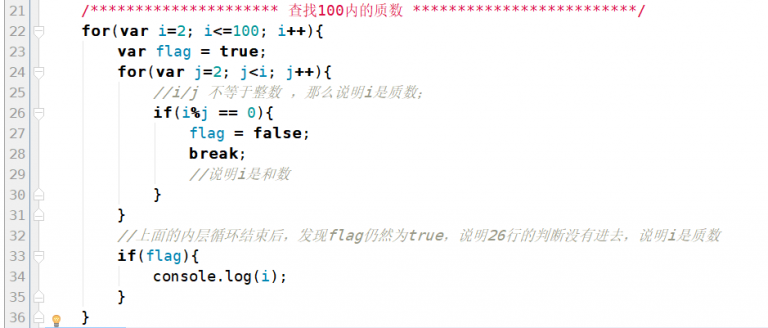 21 /********************* 查找100内的质数 *************************/
22 for(var i=2; i<=100; i++){
23 var flag = true;
24 for(var j=2; j<i; j++){
25 //i/j 不等于整数 ，那么说明i是质数;
26 if(i%j == 0){
27 flag = false;
28 break;
29 //说明i是和数
30 }
31 }
32 //上面的内层循环结束后，发现flag仍然为true，说明26行的判断没有进去，说明i是质数
33 if(flag){
34 console.log(i);
35 }
36 }